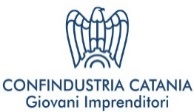 CONFINDUSTRIA CATANIA
Giovani Imprenditori